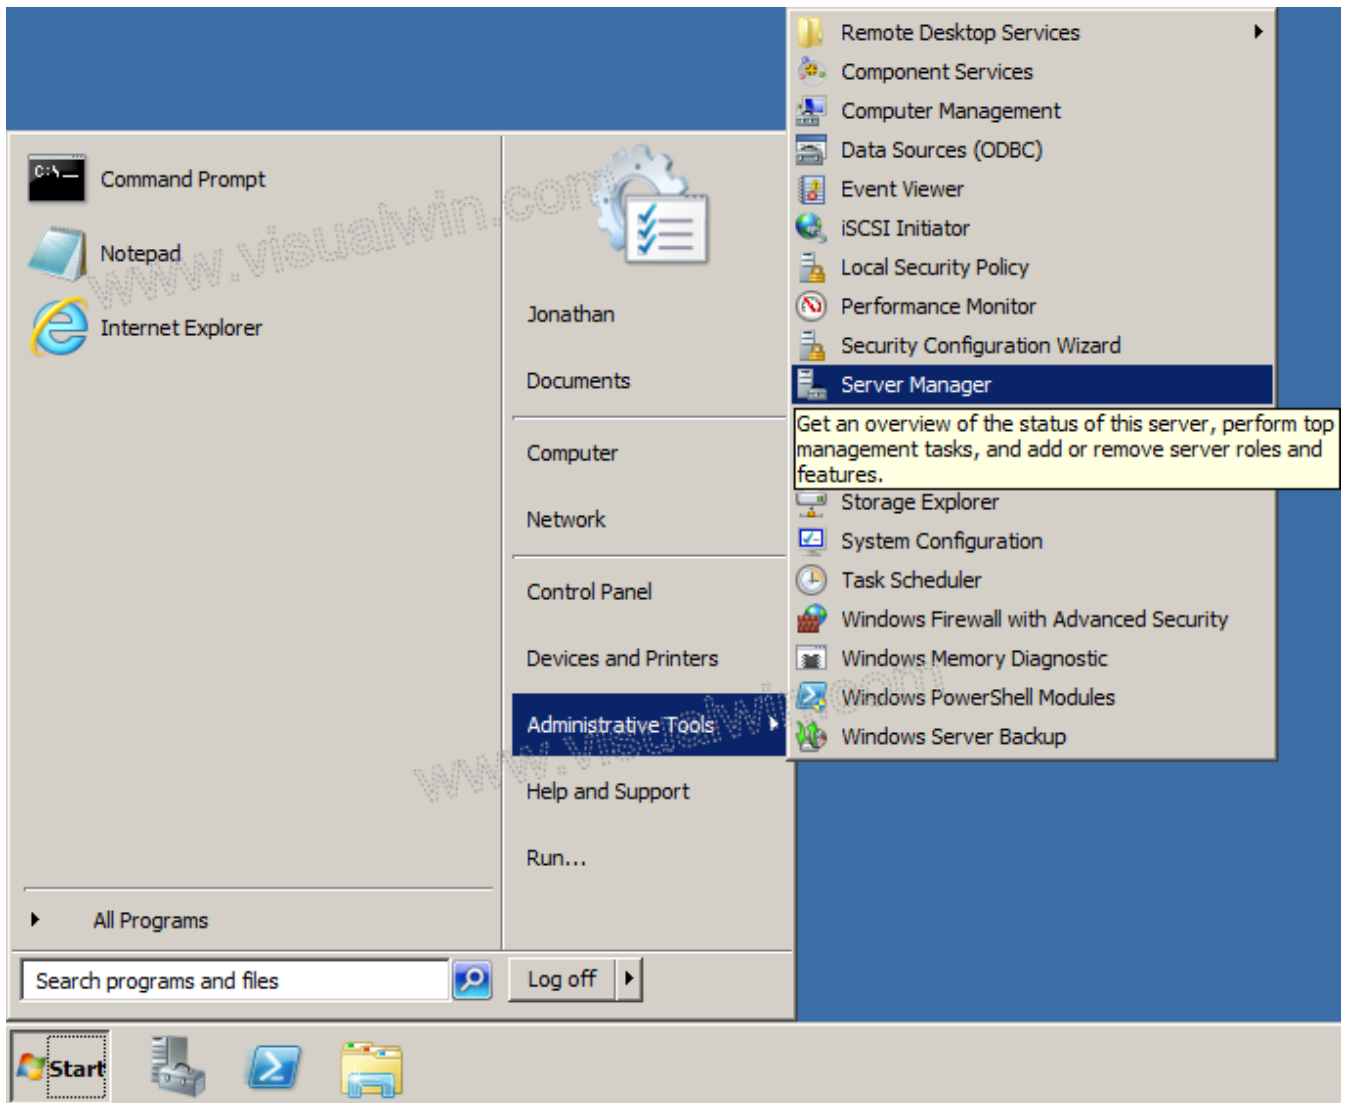 Remote Desktop Services
Component Services
Computer Management
Data Sources (ODBC)
Event Viewer
iSCSI Initiator
Local Security Policy
Performance Monitor
Security Configuration Wizard
Server Manager
Get an overview of the status of this server, perform top
management tasks, and add or remove server roles and
features.
Storage Explorer
System Configuration
Task Scheduler
Windows Firewall with Advanced Security
Windows Memory Diagnostic
Windows PowerShell Modules
Windows Server Backup
C:\_
Command Prompt
Notepad
Internet Explorer
www.visualwin.com
Jonathan
Documents
Computer
Network
Control Panel
Devices and Printers
Administrative Tools
Help and Support
Run...
www.visualwin.com
All Programs
Search programs and files
Log off
Start